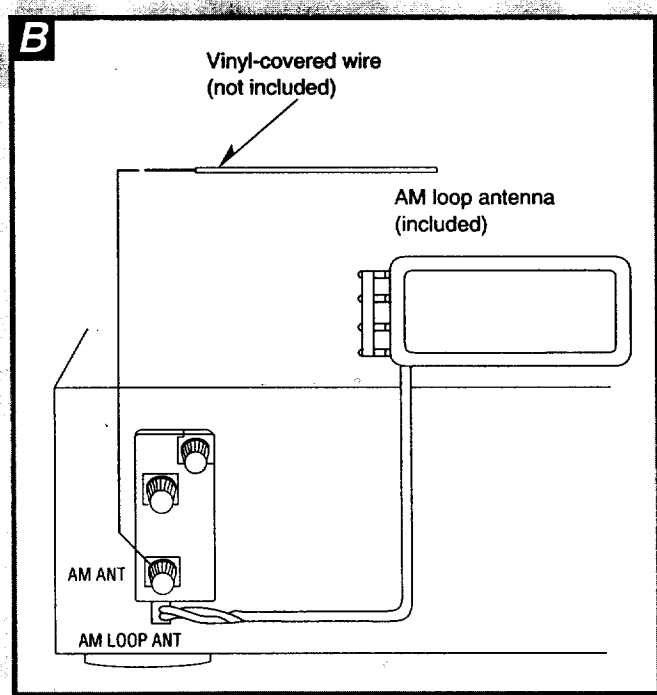 B
Vinyl-covered wire
(not included)
AM loop antenna
(included)
AM ANT
AM LOOP ANT